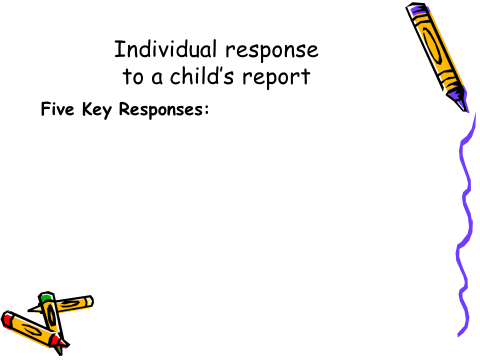 Individual response
to a child's report
Five Key Responses: